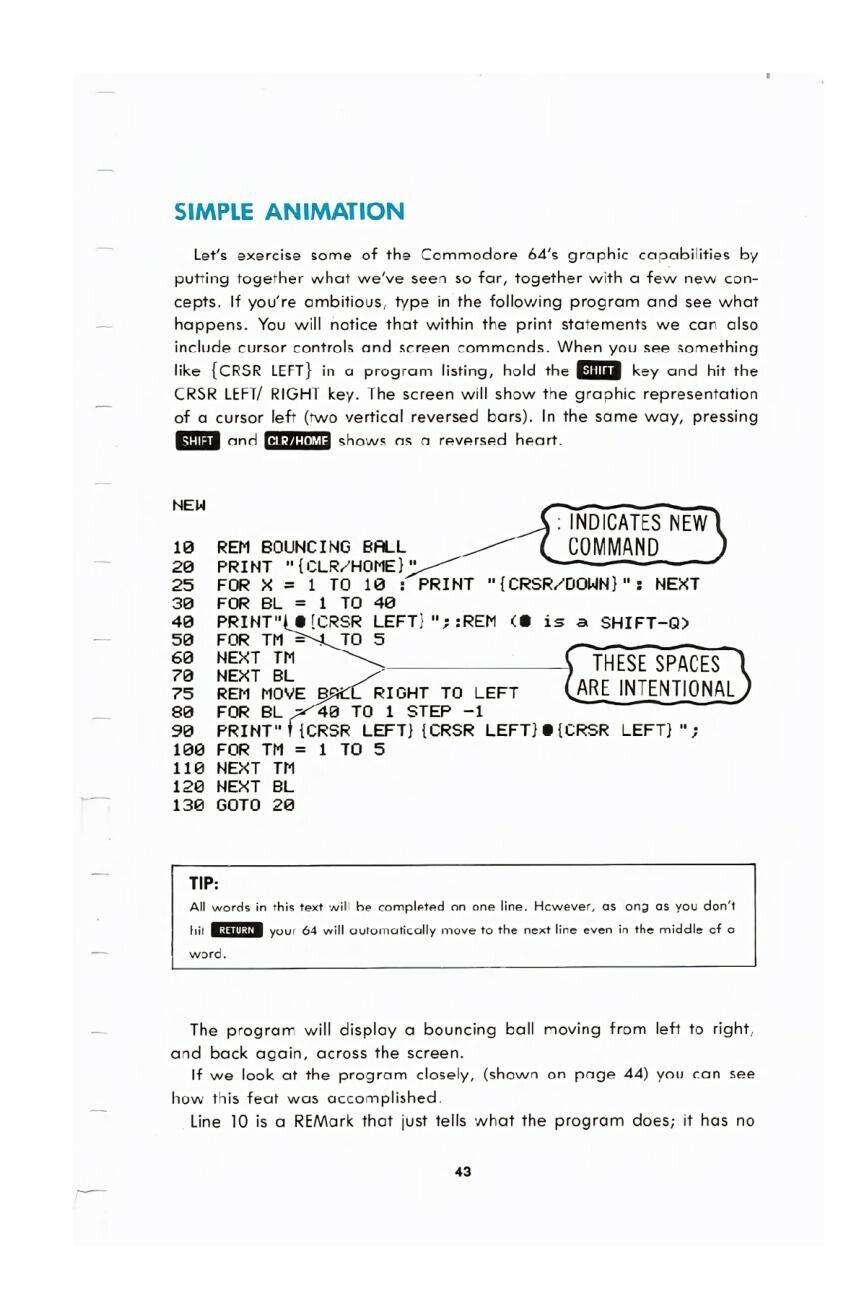 SIMPLE ANIMATION
Let's exercise some of the Commodore 64's graphic capabilities by
putting together what we've seen so far, together with a few new con-
cepts. If you're ambitious, type in the following program and see what
happens. You will notice that within the print statements we can also
include cursor controls and screen commands. When you see something
like {CRSR LEFT} in a program listing, hold the SHIFT key and hit the
CRSR LEFT/ RIGHT key. The screen will show the graphic representation
of a cursor left (two vertical reversed bars). In the same way, pressing
SHIFT and CLR/HOME shows as a reversed heart.
NEW
: INDICATES NEW
COMMAND
10 REM BOUNCING BALL
20 PRINT "{CLR/HOME}"
25 FOR X = 1 TO 10 : PRINT "{CRSR/DOWN}": NEXT
30 FOR BL = 1 TO 40
40 PRINT" ●{CRSR LEFT}";:REM (● is a SHIFT-Q)
50 FOR TM = 1 TO 5
60 NEXT TM
70 NEXT BL
THESE SPACES
ARE INTENTIONAL
75 REM MOVE BALL RIGHT TO LEFT
80 FOR BL = 40 TO 1 STEP -1
90 PRINT" {CRSR LEFT}{CRSR LEFT}●{CRSR LEFT}";
100 FOR TM = 1 TO 5
110 NEXT TM
120 NEXT BL
130 GOTO 20
TIP:
All words in this text will be completed on one line. However, as long as you don't
hit RETURN your 64 will automatically move to the next line even in the middle of a
word.
The program will display a bouncing ball moving from left to right,
and back again, across the screen.
If we look at the program closely, (shown on page 44) you can see
how this feat was accomplished.
Line 10 is a REMark that just tells what the program does; it has no
43